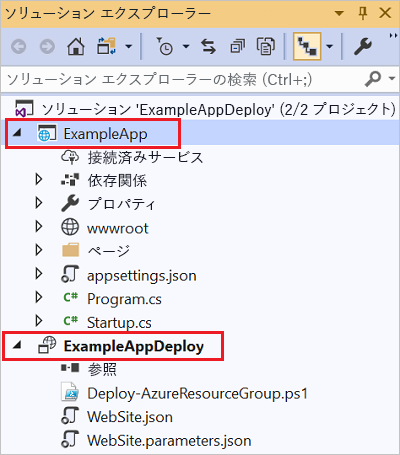 ソリューション エクスプローラー
ソリューション エクスプローラーの検索 (Ctrl+;)
ソリューション 'ExampleAppDeploy' (2/2 プロジェクト)
ExampleApp
接続済みサービス
依存関係
プロパティ
wwwroot
ページ
appsettings.json
C# Program.cs
C# Startup.cs
ExampleAppDeploy
参照
Deploy-AzureResourceGroup.ps1
WebSite.json
WebSite.parameters.json